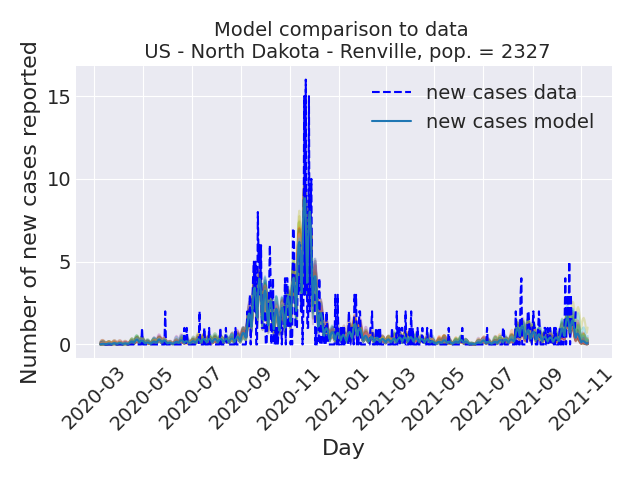 Model comparison to data
US - North Dakota - Renville, pop. = 2327
Number of new cases reported
15
10
5
0
new cases data
new cases model
2020-03
2020-05
2020-07
2020-09
2020-11
2021-01
2021-03
2021-05
2021-07
2021-09
2021-11
Day